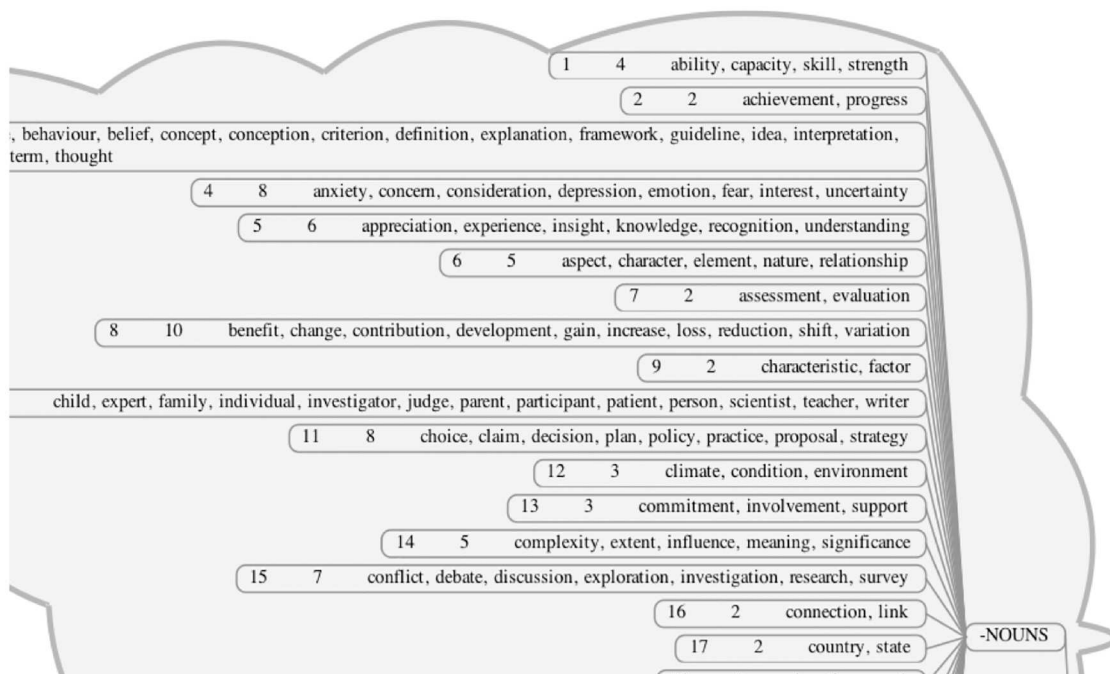 1 4 ability, capacity, skill, strength
2 2 achievement, progress
, behaviour, belief, concept, conception, criterion, definition, explanation, framework, guideline, idea, interpretation,
term, thought
4 8 anxiety, concern, consideration, depression, emotion, fear, interest, uncertainty
5 6 appreciation, experience, insight, knowledge, recognition, understanding
6 5 aspect, character, element, nature, relationship
7 2 assessment, evaluation
8 10 benefit, change, contribution, development, gain, increase, loss, reduction, shift, variation
9 2 characteristic, factor
child, expert, family, individual, investigator, judge, parent, participant, patient, person, scientist, teacher, writer
11 8 choice, claim, decision, plan, policy, practice, proposal, strategy
12 3 climate, condition, environment
13 3 commitment, involvement, support
14 5 complexity, extent, influence, meaning, significance
15 7 conflict, debate, discussion, exploration, investigation, research, survey
16 2 connection, link
-NOUNS
17 2 country, state